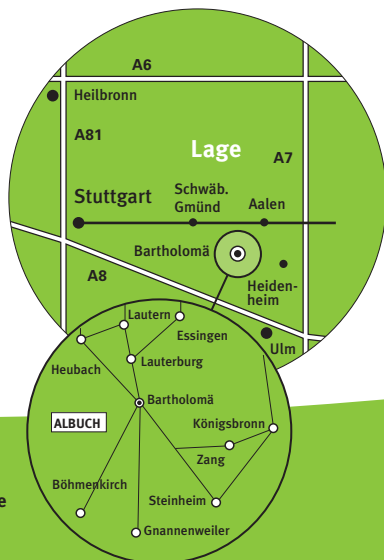 A6
Heilbronn
A81
Lage
A7
Stuttgart
Schwäb.
Gmünd
Aalen
Bartholomä
A8
Heiden-
heim
Lautern
Essingen
Ulm
Heubach
Lauterburg
Bartholomä
ALBUCH
Königsbronn
Zang
Böhmenkirch
Steinheim
e
Gnannenweiler